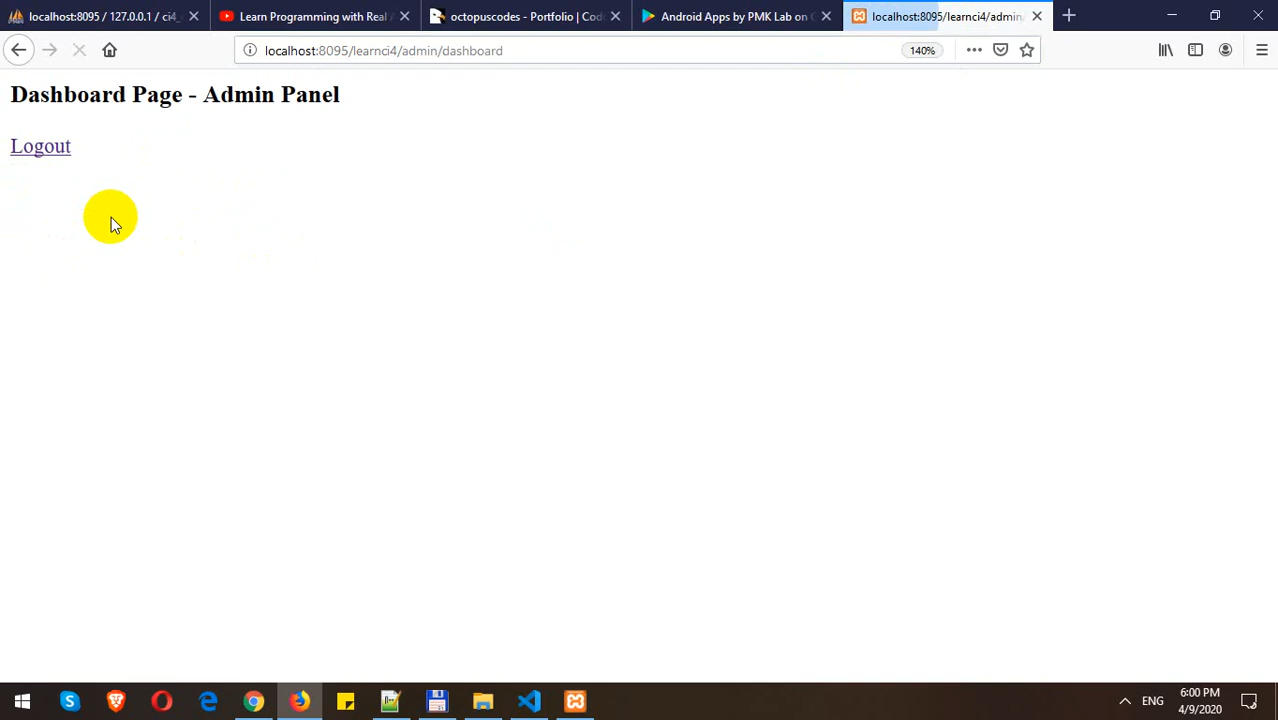 localhost:8095 / 127.0.0.1 / ci4_
Learn Programming with Real A
octopuscodes - Portfolio | Cod
Android Apps by PMK Lab on G
localhost:8095/learnci4/admin/
localhost:8095/learnci4/admin/dashboard
140%
Dashboard Page - Admin Panel
Logout
ENG
6:00 PM
4/9/2020